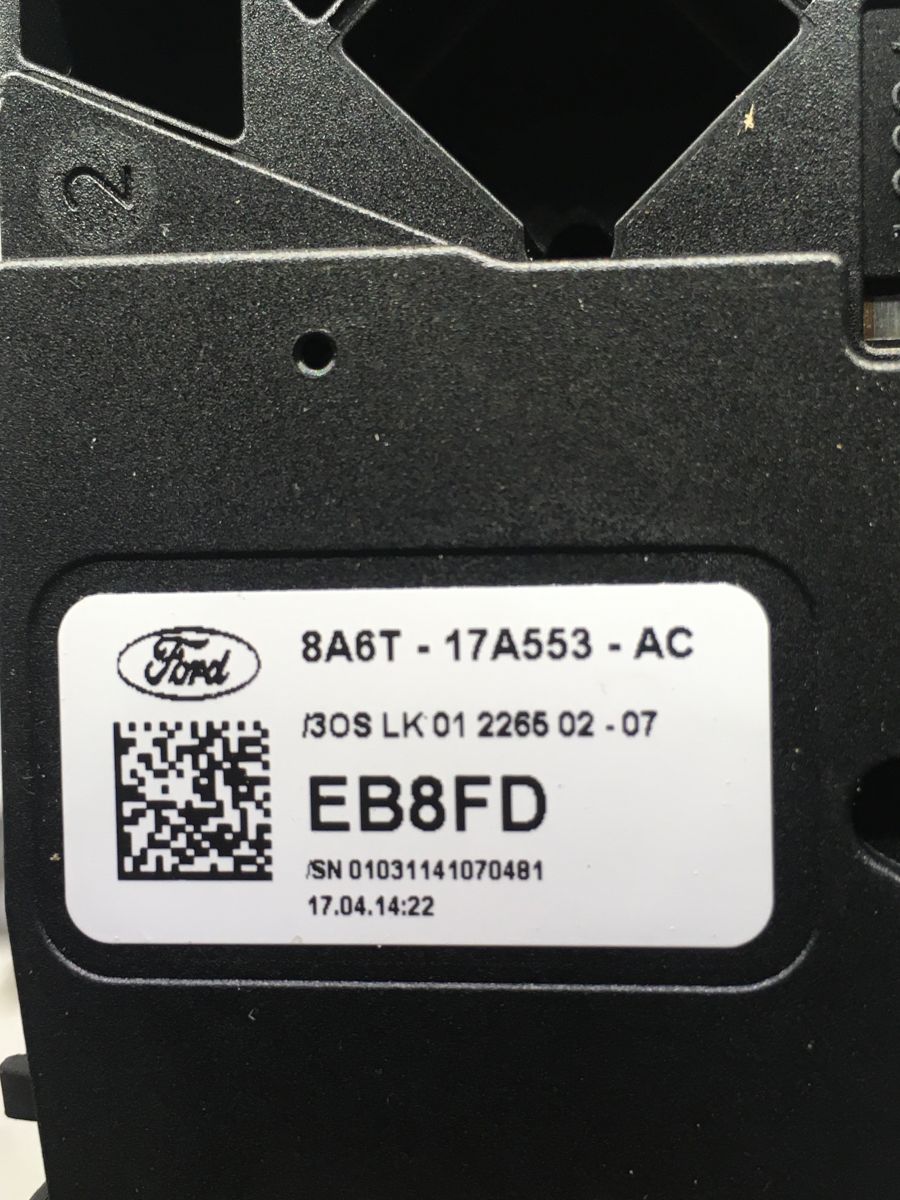 2
Ford
8A6T - 17A553 - AC
/3OS LK 01 2265 02 - 07
EB8FD
/SN 01031141070481
17.04.14:22